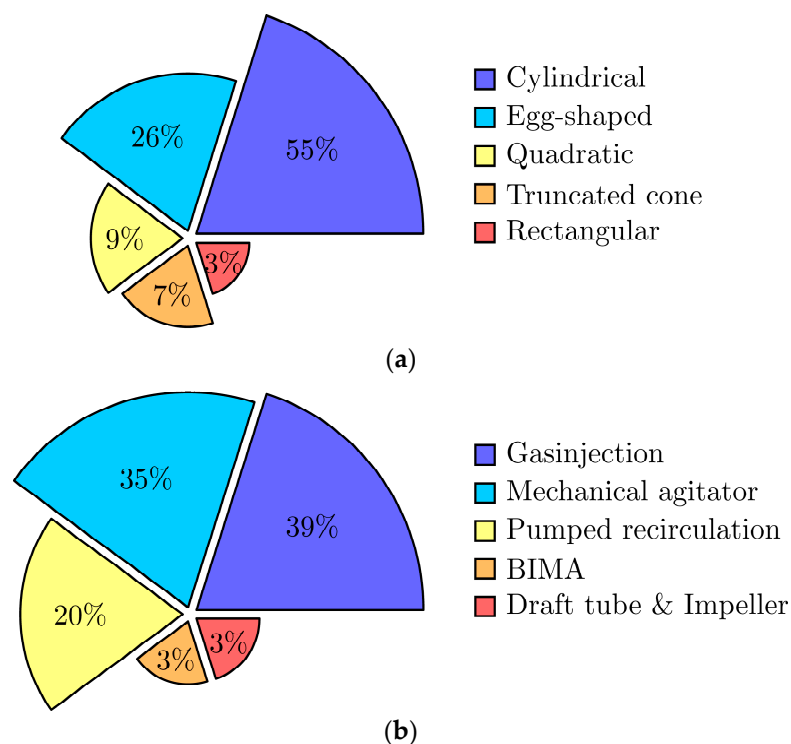 55%
26%
9%
7%
3%
Cylindrical
Egg-shaped
Quadratic
Truncated cone
Rectangular
(a)
39%
35%
20%
3%
3%
Gasinjection
Mechanical agitator
Pumped recirculation
BIMA
Draft tube & Impeller
(b)